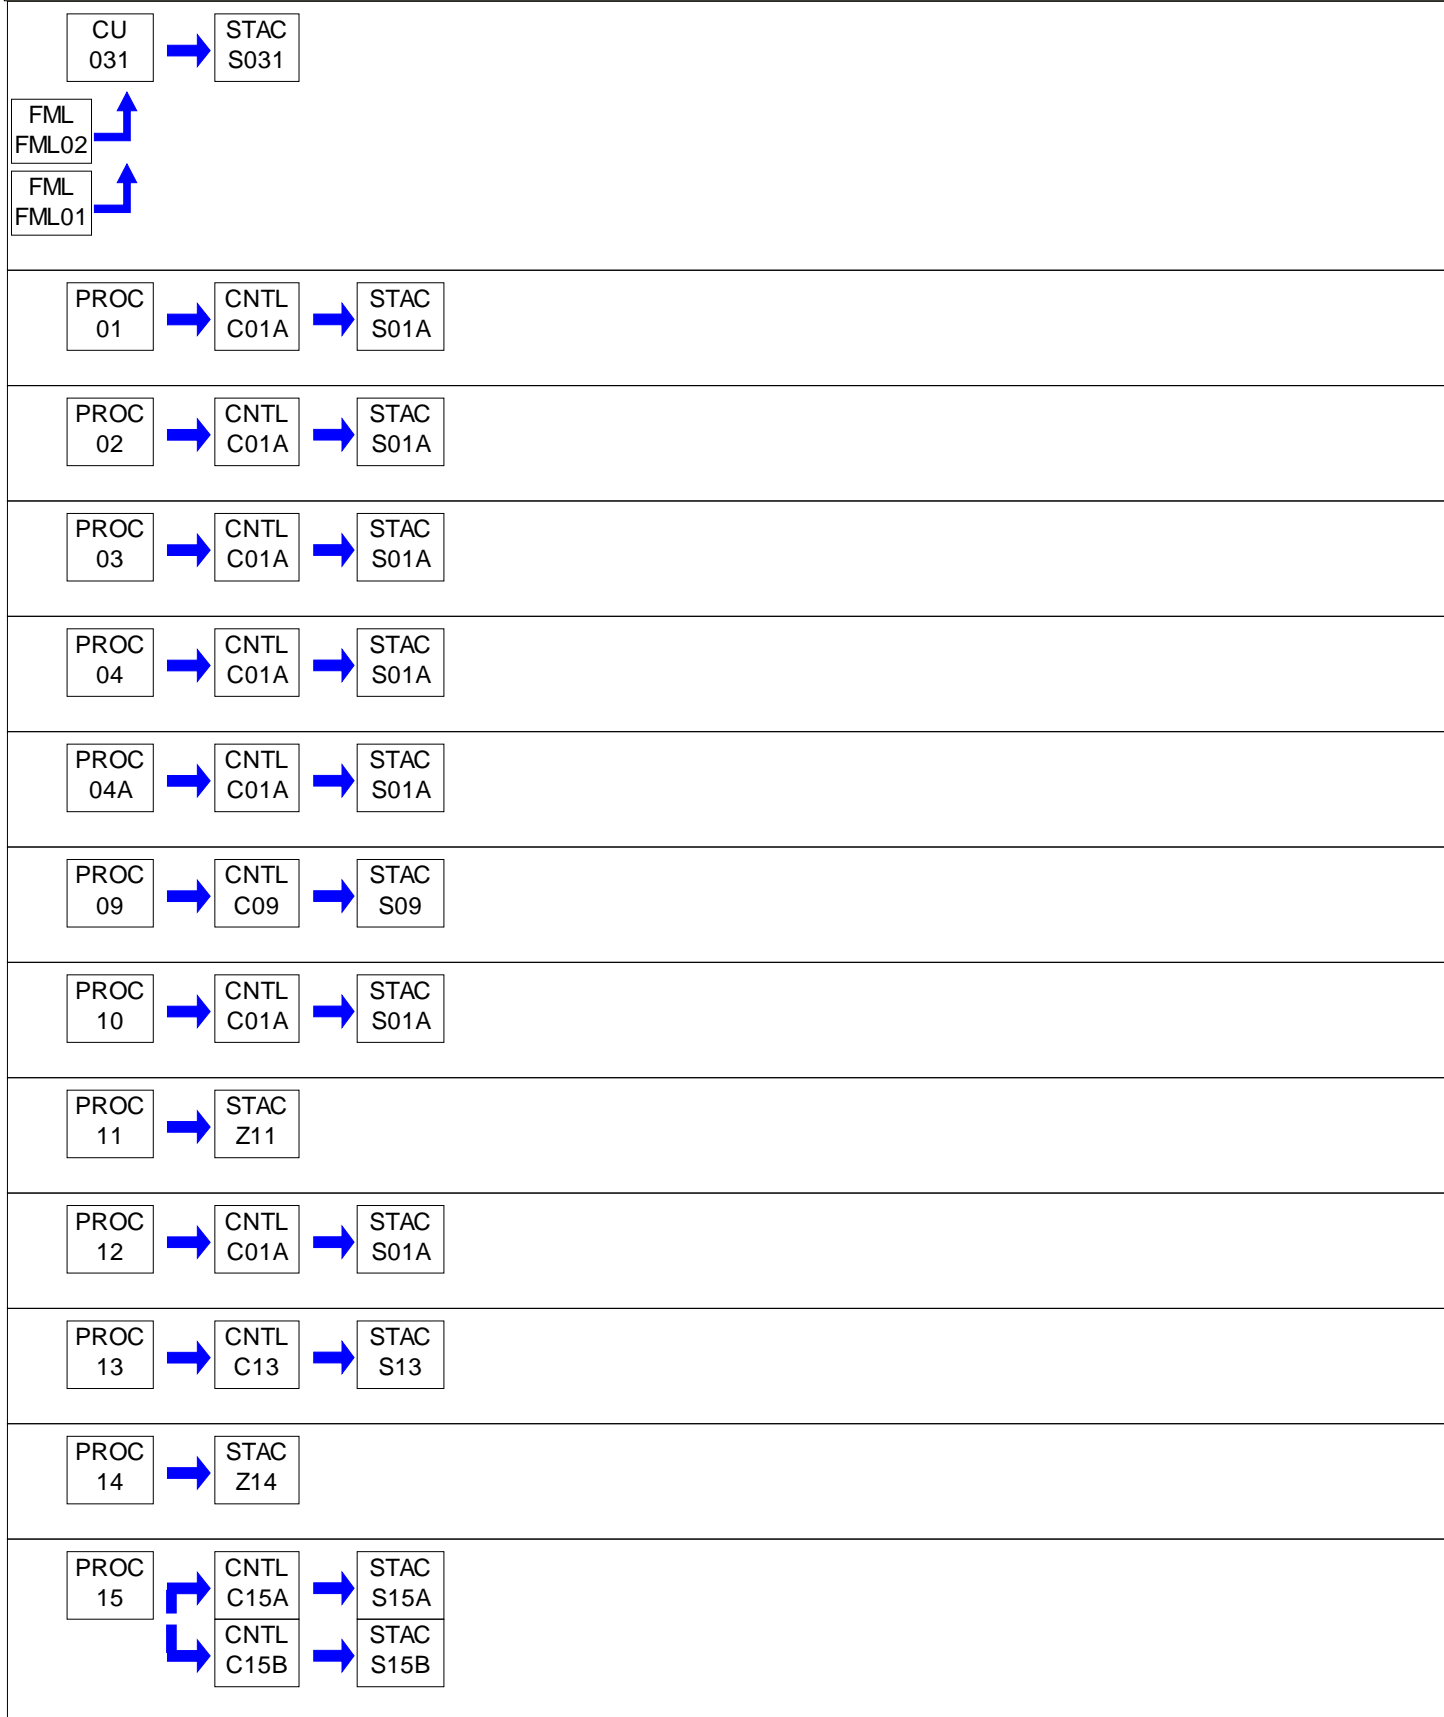 CU
031
STAC
S031
FML
FML02
FML
FML01
PROC
01
CNTL
C01A
STAC
S01A
PROC
02
CNTL
C01A
STAC
S01A
PROC
03
CNTL
C01A
STAC
S01A
PROC
04
CNTL
C01A
STAC
S01A
PROC
04A
CNTL
C01A
STAC
S01A
PROC
09
CNTL
C09
STAC
S09
PROC
10
CNTL
C01A
STAC
S01A
PROC
11
STAC
Z11
PROC
12
CNTL
C01A
STAC
S01A
PROC
13
CNTL
C13
STAC
S13
PROC
14
STAC
Z14
PROC
15
CNTL
C15A
STAC
S15A
CNTL
C15B
STAC
S15B